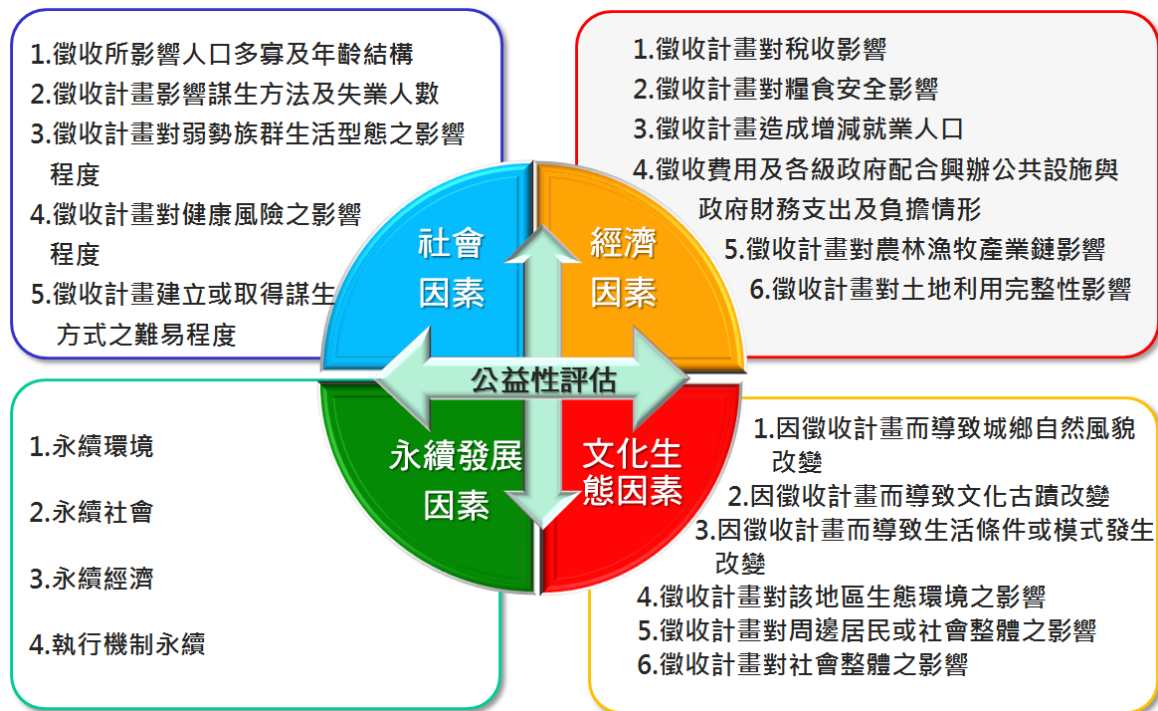 1.徵收所影響人口多寡及年齡結構
2.徵收計畫影響謀生方法及失業人數
3.徵收計畫對弱勢族群生活型態之影響
程度
4.徵收計畫對健康風險之影響
程度
5.徵收計畫建立或取得謀生
方式之難易程度
1.徵收計畫對稅收影響
2.徵收計畫對糧食安全影響
3.徵收計畫造成增減就業人口
4.徵收費用及各級政府配合興辦公共設施與
政府財務支出及負擔情形
5.徵收計畫對農林漁牧產業鏈影響
6.徵收計畫對土地利用完整性影響
社會
因素
經濟
因素
公益性評估
永續發展
因素
文化生
態因素
1.永續環境
2.永續社會
3.永續經濟
4.執行機制永續
1.因徵收計畫而導致城鄉自然風貌
改變
2.因徵收計畫而導致文化古蹟改變
3.因徵收計畫而導致生活條件或模式發生
改變
4.徵收計畫對該地區生態環境之影響
5.徵收計畫對周邊居民或社會整體之影響
6.徵收計畫對社會整體之影響